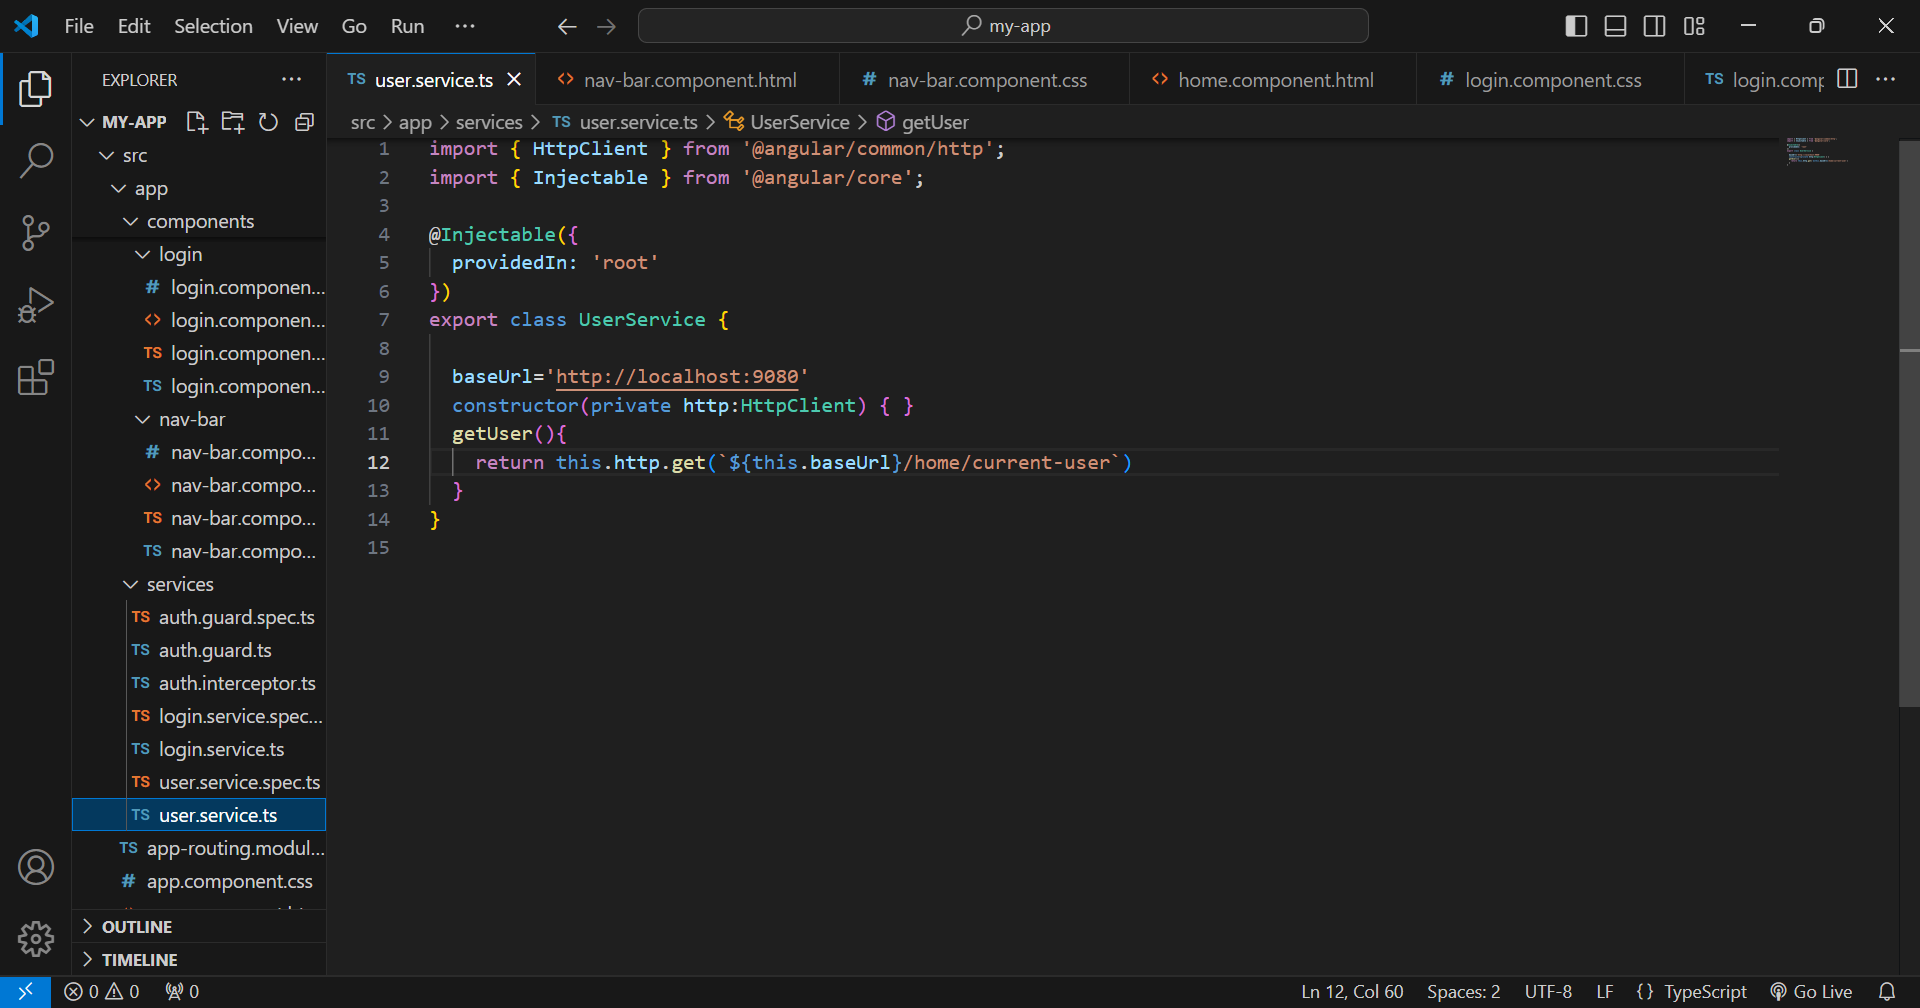 File Edit Selection View Go Run ···
my-app
EXPLORER ···
MY-APP
src
app
components
login
# login.componen...
<> login.componen...
TS login.componen...
TS login.componen...
nav-bar
# nav-bar.compo...
<> nav-bar.compo...
TS nav-bar.compo...
TS nav-bar.compo...
services
TS auth.guard.spec.ts
TS auth.guard.ts
TS auth.interceptor.ts
TS login.service.spec...
TS login.service.ts
TS user.service.spec.ts
TS user.service.ts
TS app-routing.modul...
# app.component.css
OUTLINE
TIMELINE
TS user.service.ts <> nav-bar.component.html # nav-bar.component.css <> home.component.html # login.component.css TS login.comp ···
src > app > services > TS user.service.ts > UserService > getUser
1 import { HttpClient } from '@angular/common/http';
2 import { Injectable } from '@angular/core';
3
4 @Injectable({
5 providedIn: 'root'
6 })
7 export class UserService {
8
9 baseUrl='http://localhost:9080'
10 constructor(private http:HttpClient) { }
11 getUser(){
12 return this.http.get(`${this.baseUrl}/home/current-user`)
13 }
14 }
15
0 0 0 Ln 12, Col 60 Spaces: 2 UTF-8 LF {} TypeScript Go Live